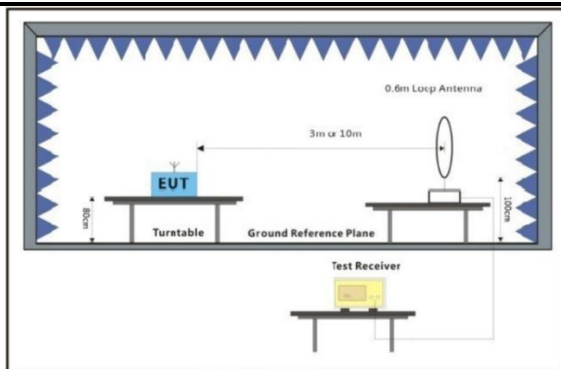 0.6m Loop Antenna
3m or 10m
EUT
80cm
100cm
Turntable
Ground Reference Plane
Test Receiver